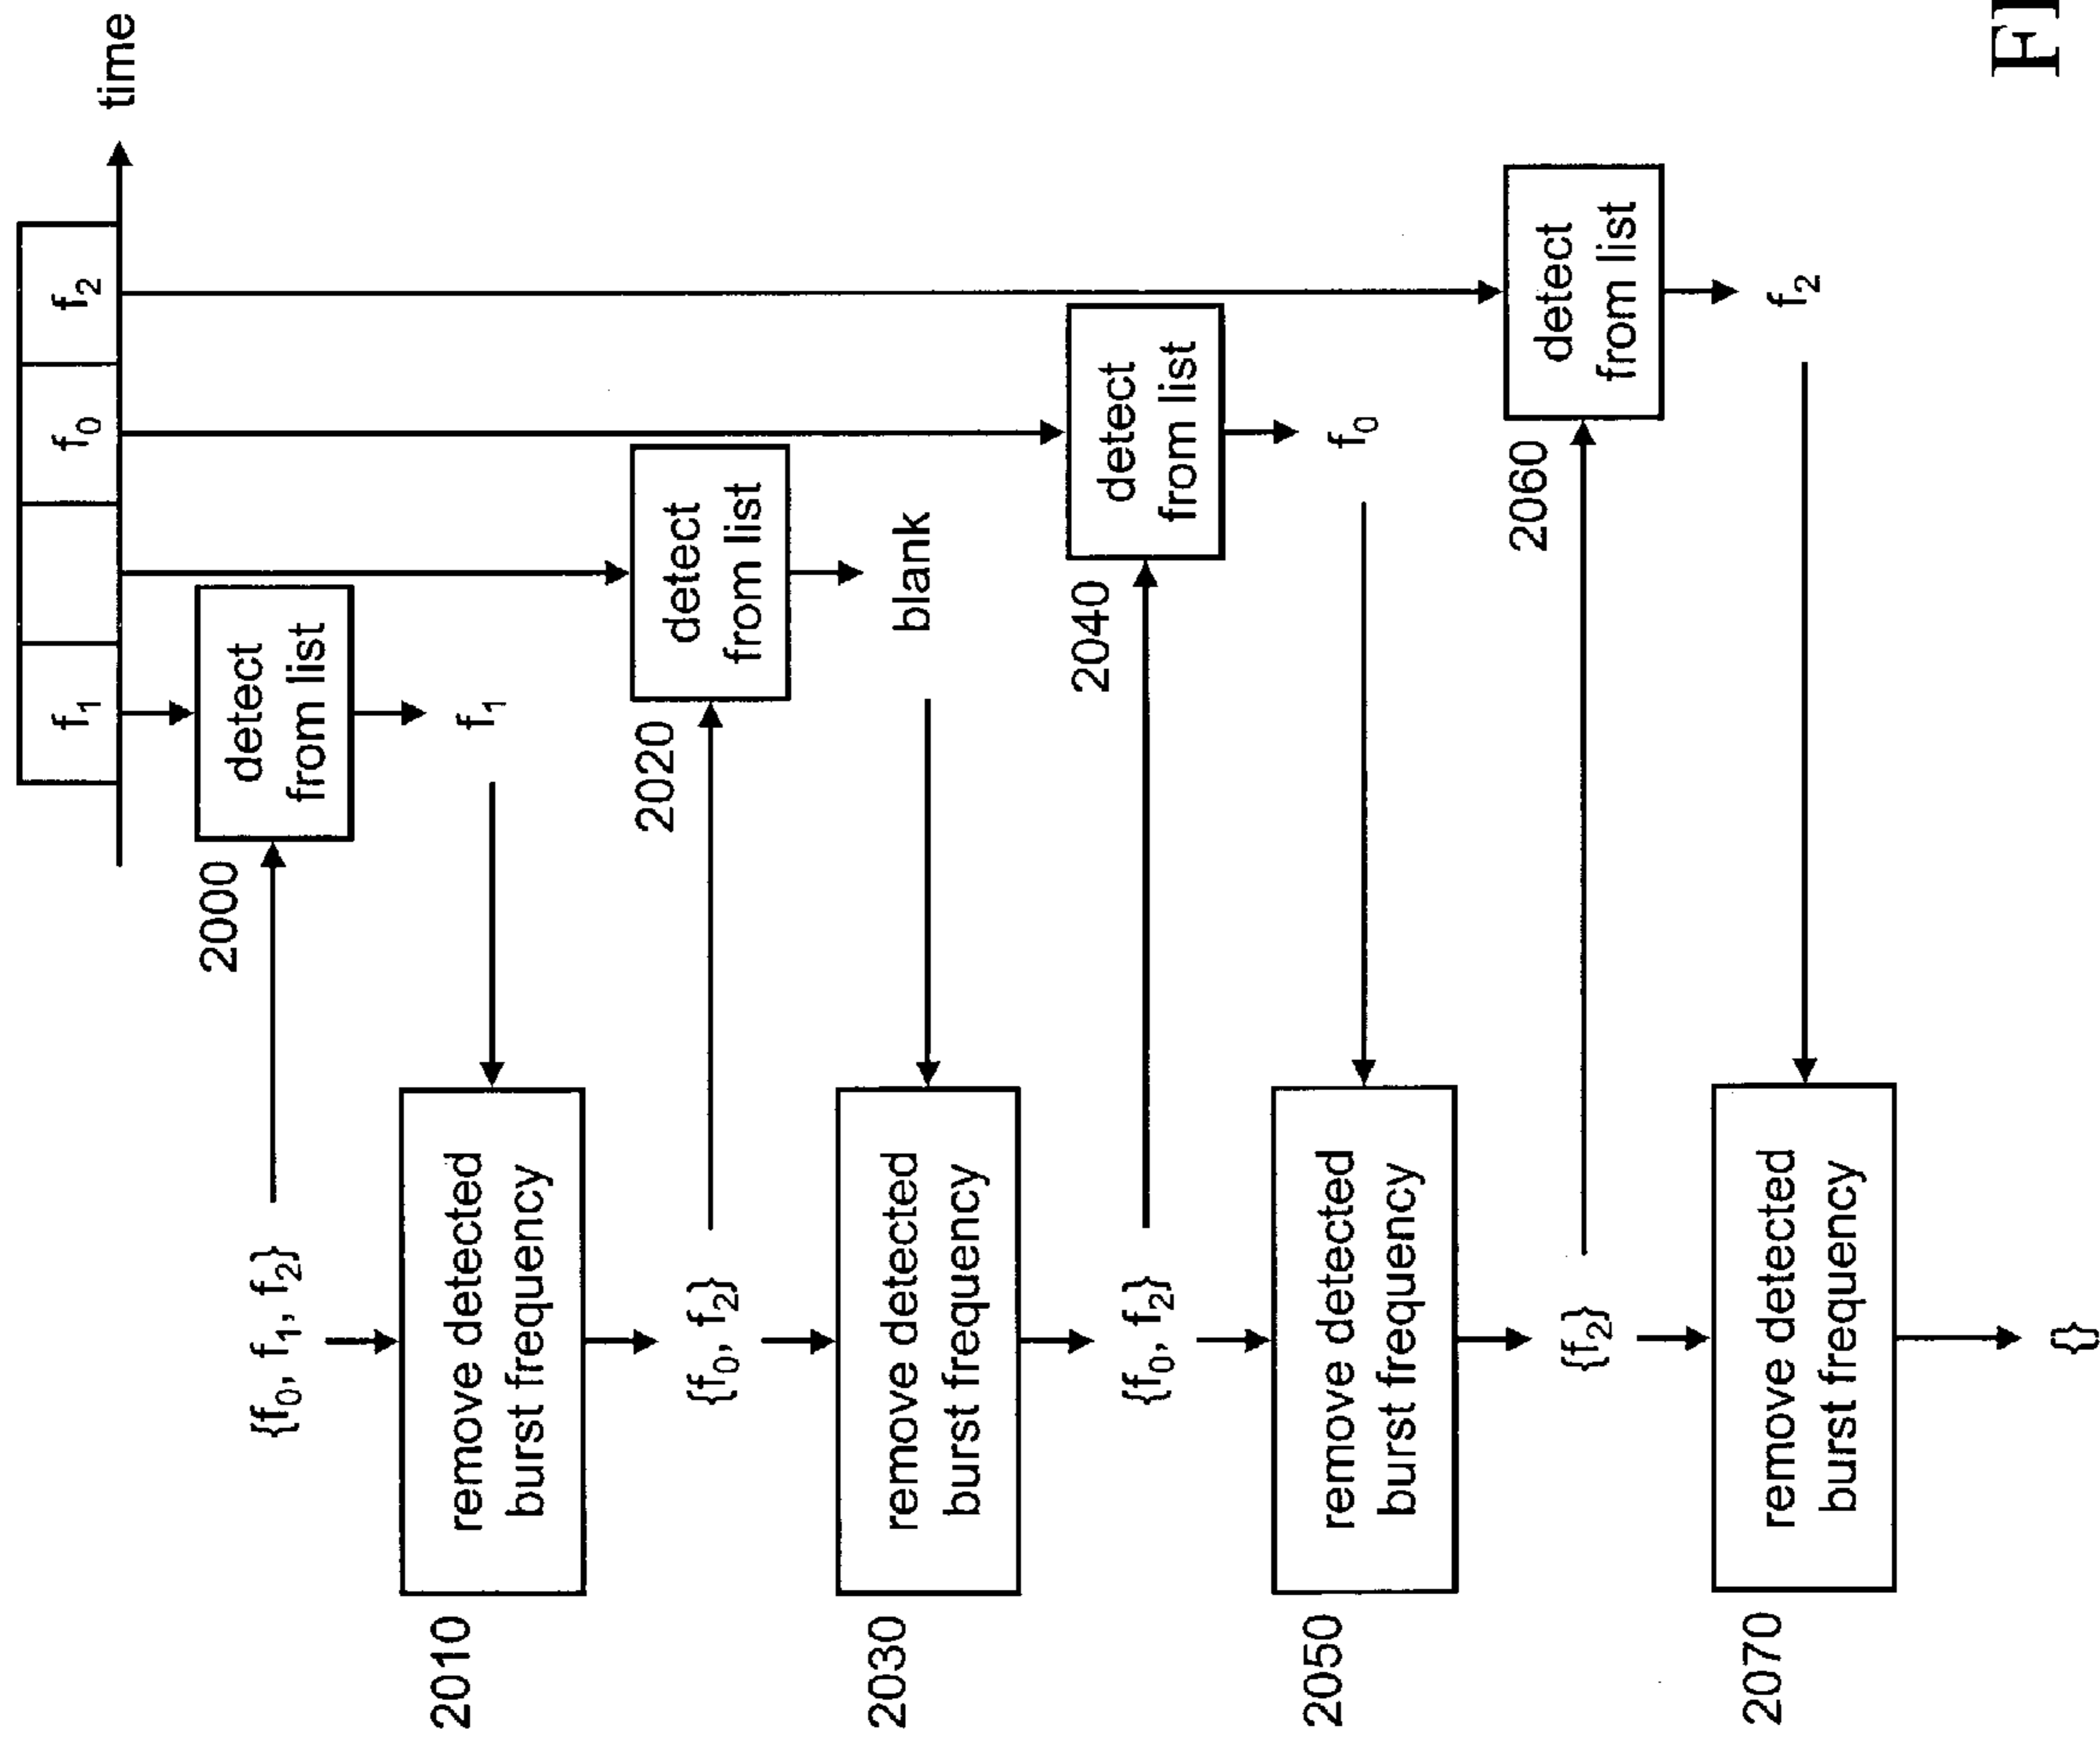 f₁ f₀ f₂
time
2000
detect
from list
{f₀, f₁, f₂}
f₁
2010
remove detected
burst frequency
2020
detect
from list
{f₀, f₂}
blank
2030
remove detected
burst frequency
2040
detect
from list
{f₀, f₂}
f₀
2050
remove detected
burst frequency
2060
detect
from list
{f₂}
f₂
2070
remove detected
burst frequency
{}